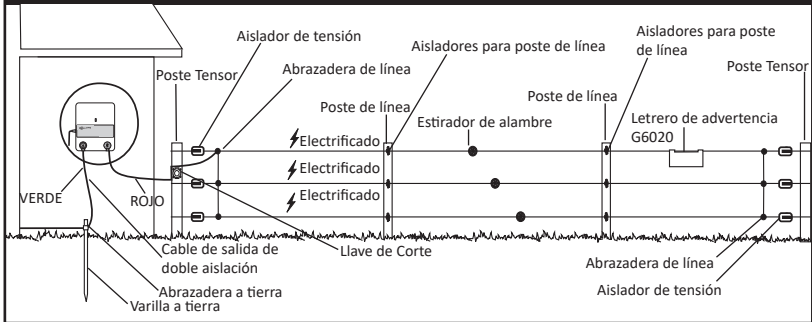 Aislador de tensión
Aisladores para poste de línea
Aisladores para poste
de línea
Poste Tensor
Abrazadera de línea
Poste Tensor
Poste de línea
Poste de línea
Estirador de alambre
Letrero de advertencia
G6020
Electrificado
Electrificado
Electrificado
VERDE
ROJO
Cable de salida de
doble aislación
Llave de Corte
Abrazadera de línea
Abrazadera a tierra
Aislador de tensión
Varilla a tierra